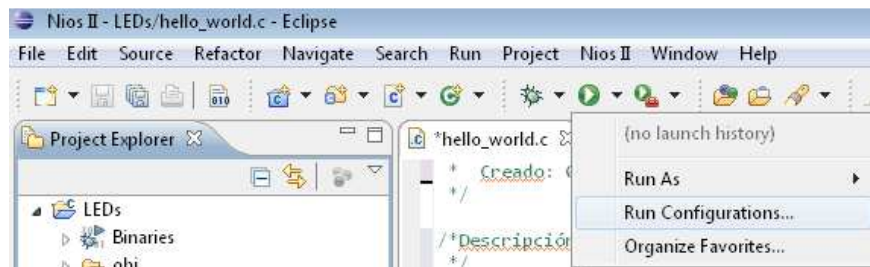 Nios II - LEDs/hello_world.c - Eclipse
File Edit Source Refactor Navigate Search Run Project Nios II Window Help
010
Project Explorer
*hello_world.c
(no launch history)
* Creado:
Run As
*/
LEDs
Run Configurations...
Binaries
/*Descripción
Organize Favorites...
obj
*/